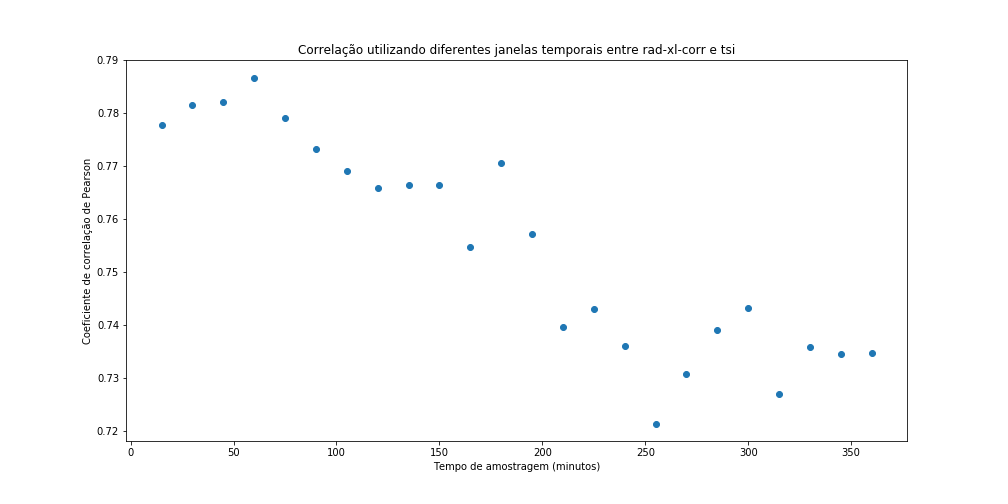 Correlação utilizando diferentes janelas temporais entre rad-xl-corr e tsi
0.79
0.78
0.77
0.76
0.75
0.74
0.73
0.72
Coeficiente de correlação de Pearson
0 50 100 150 200 250 300 350
Tempo de amostragem (minutos)